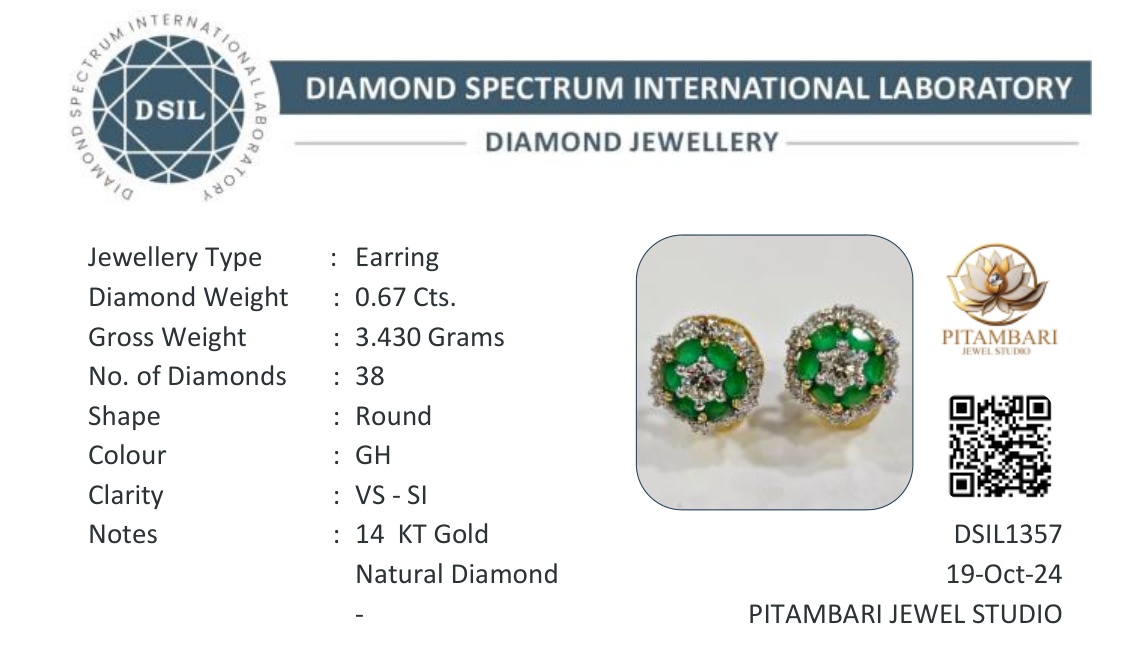 DIAMOND SPECTRUM INTERNATIONAL LABORATORY
DSIL
DIAMOND SPECTRUM INTERNATIONAL LABORATORY
DIAMOND JEWELLERY
Jewellery Type : Earring
Diamond Weight : 0.67 Cts.
Gross Weight : 3.430 Grams
No. of Diamonds : 38
Shape : Round
Colour : GH
Clarity : VS - SI
Notes : 14 KT Gold
Natural Diamond
-
PITAMBARI
JEWEL STUDIO
DSIL1357
19-Oct-24
PITAMBARI JEWEL STUDIO